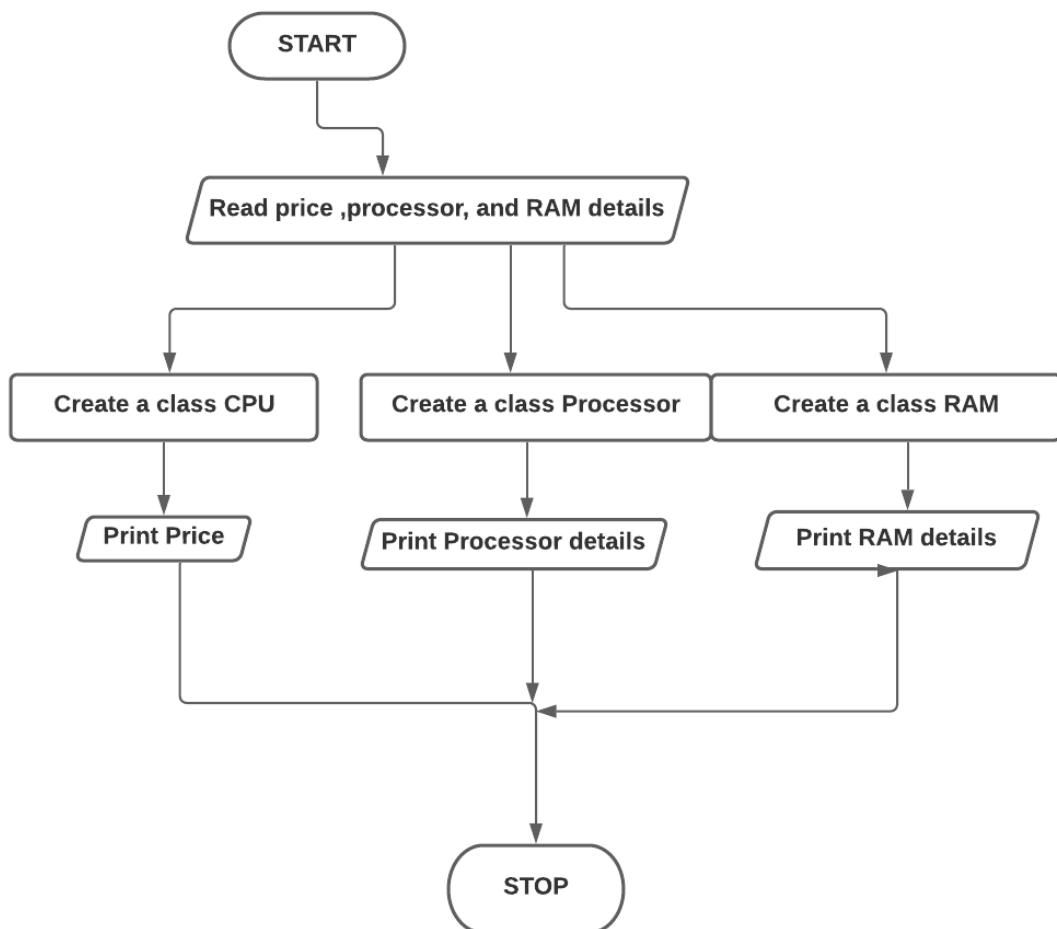 START
Read price ,processor, and RAM details
Create a class CPU
Create a class Processor
Create a class RAM
Print Price
Print Processor details
Print RAM details
STOP